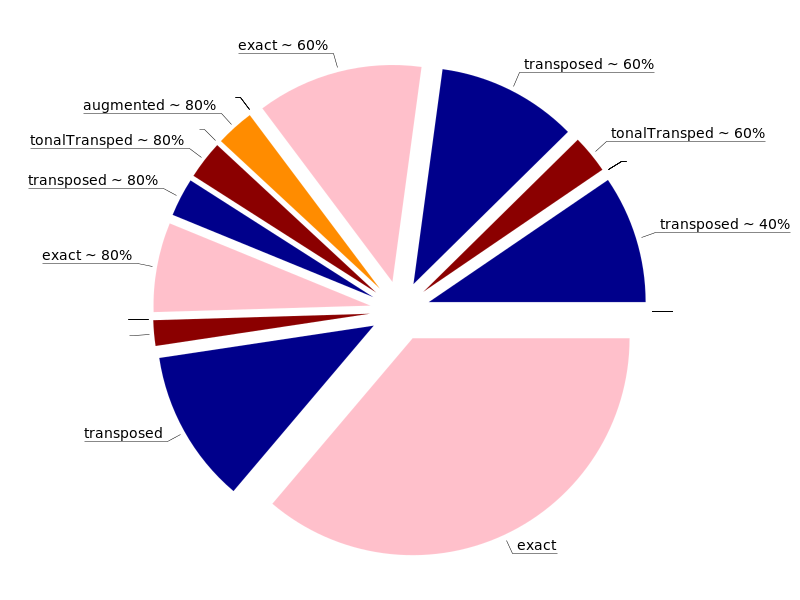 exact ~ 60%
transposed ~ 60%
augmented ~ 80%
tonalTransped ~ 60%
tonalTransped ~ 80%
transposed ~ 80%
transposed ~ 40%
exact ~ 80%
transposed
exact